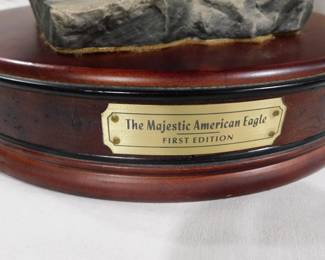 The Majestic American Eagle
FIRST EDITION